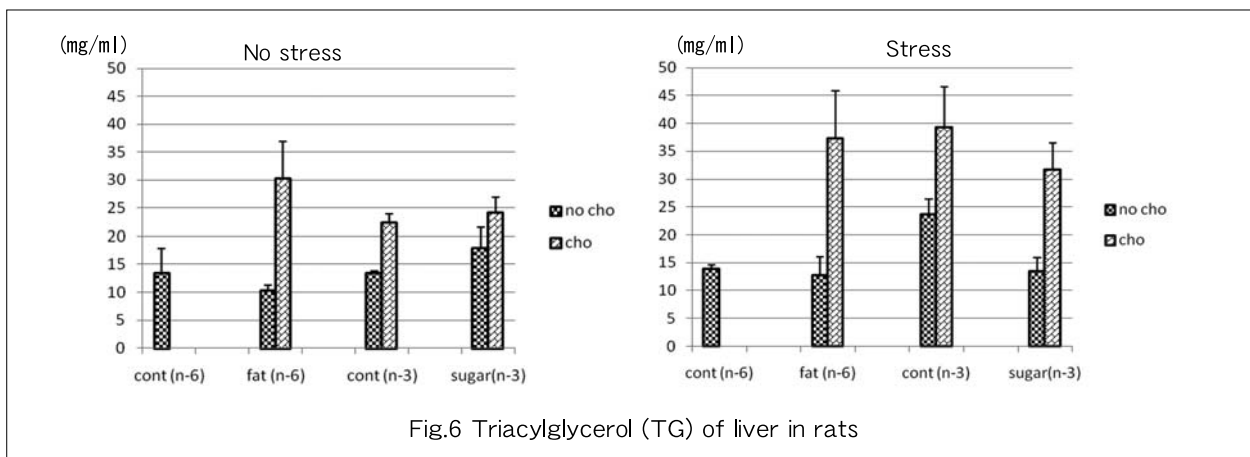 (mg/ml)
No stress
50
45
40
35
30
25
20
15
10
5
0
cont (n-6)
fat (n-6)
cont (n-3)
sugar(n-3)
no cho
cho
(mg/ml)
Stress
50
45
40
35
30
25
20
15
10
5
0
cont (n-6)
fat (n-6)
cont (n-3)
sugar(n-3)
no cho
cho
Fig.6 Triacylglycerol (TG) of liver in rats